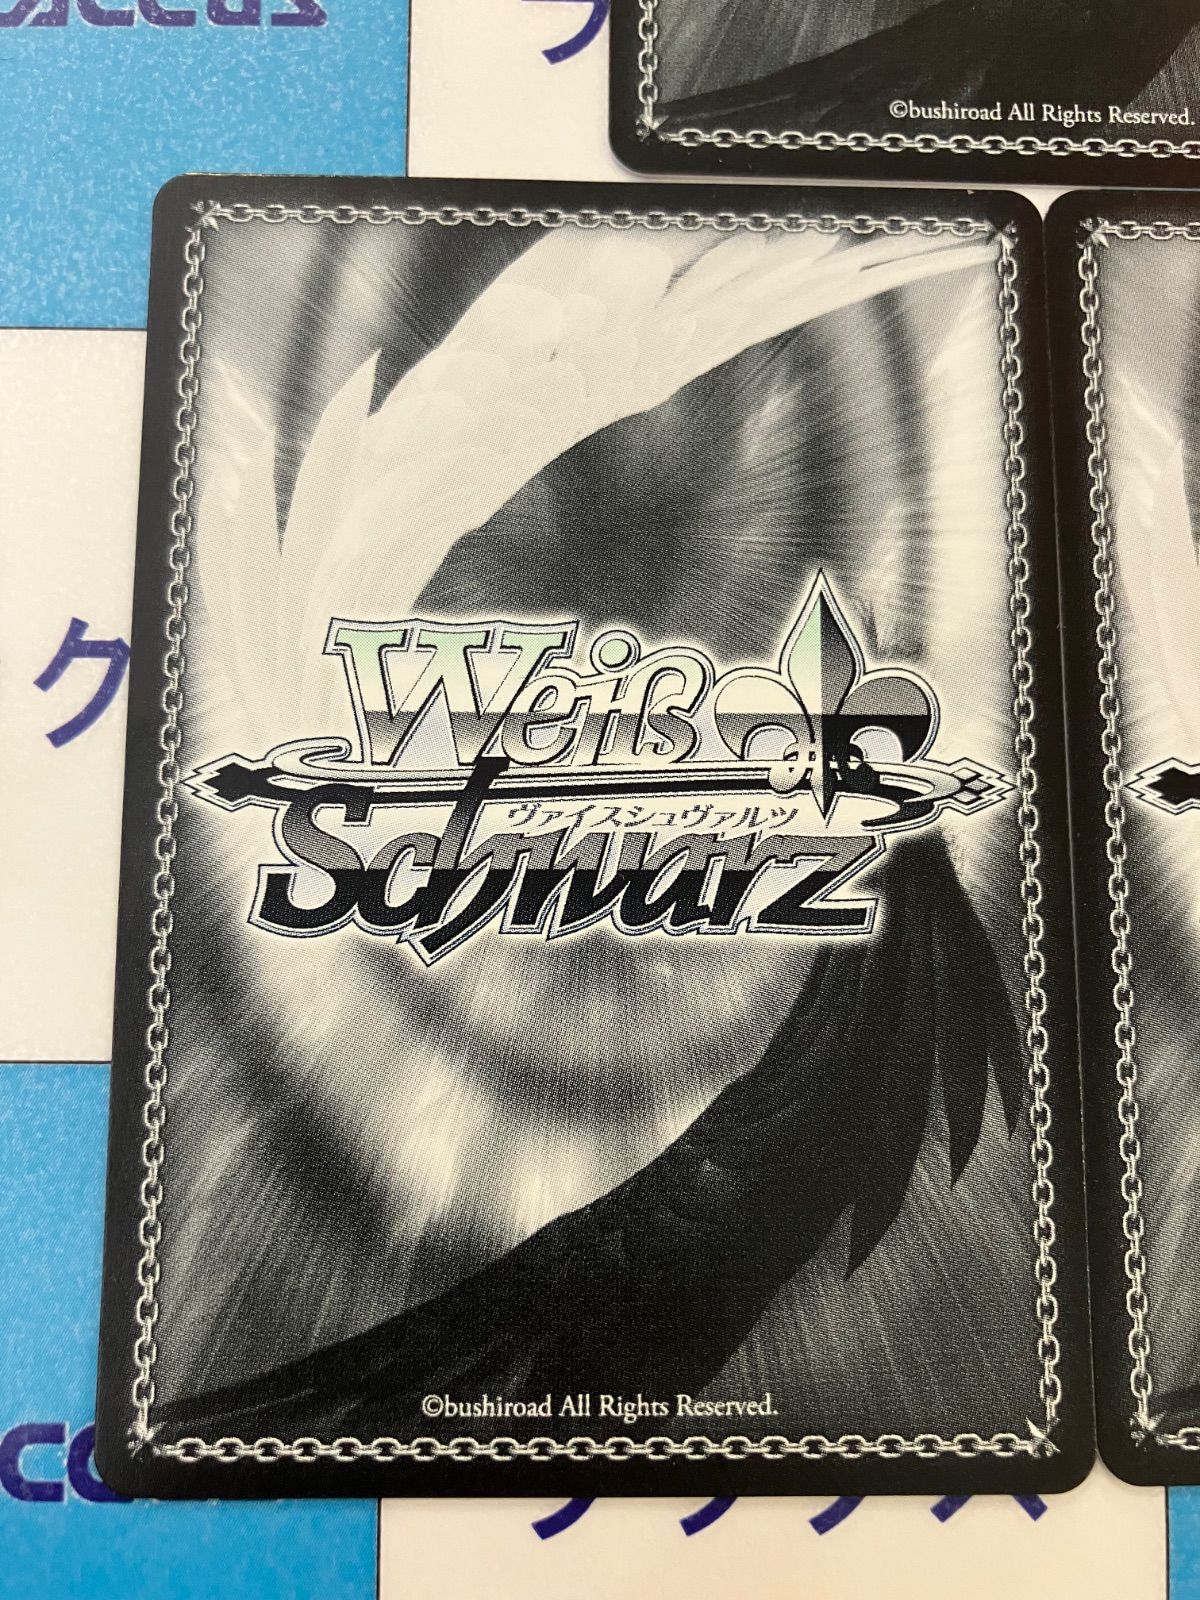 ©bushiroad All Rights Reserved.
Weiß
Schwarz
ヴァイスシュヴァルツ
ク
©bushiroad All Rights Reserved.